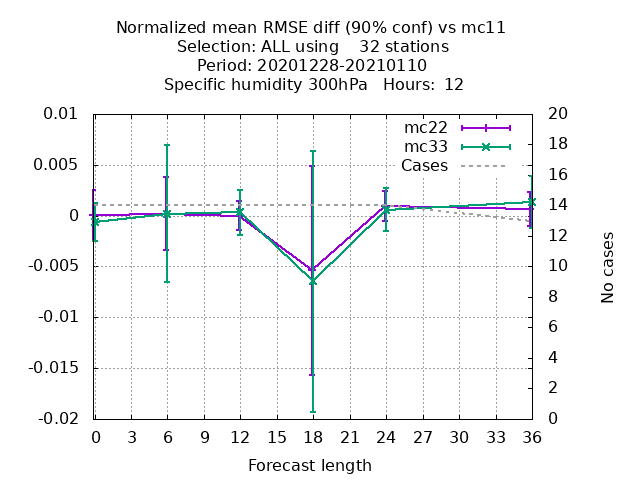 Normalized mean RMSE diff (90% conf) vs mc11
Selection: ALL using    32 stations
Period: 20201228-20210110
Specific humidity 300hPa   Hours:  12
mc22
mc33
Cases
0.01
0.005
0
-0.005
-0.01
-0.015
-0.02
20
18
16
14
12
10
8
6
4
2
0
No cases
0 3 6 9 12 15 18 21 24 27 30 33 36
Forecast length